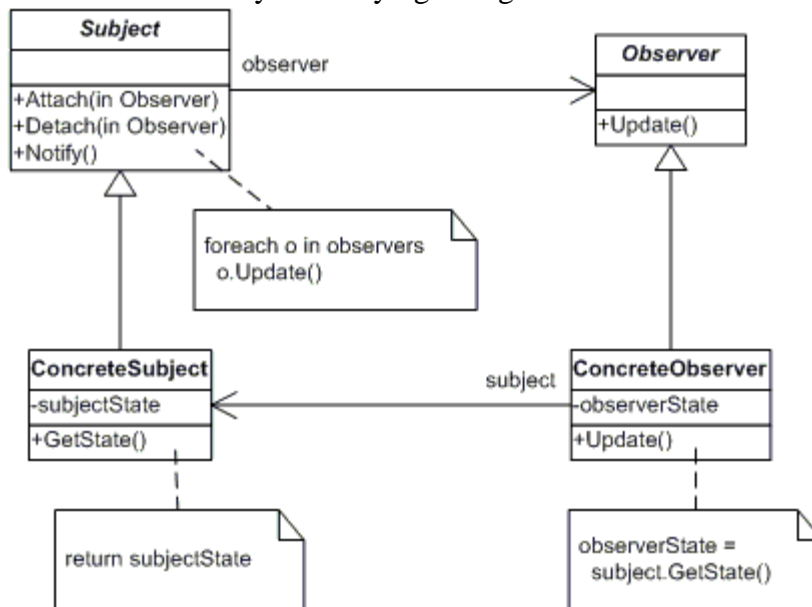 Subject
+Attach(in Observer)
+Detach(in Observer)
+Notify()
observer
Observer
+Update()
foreach o in observers
o.Update()
ConcreteSubject
-subjectState
+GetState()
subject
ConcreteObserver
-observerState
+Update()
return subjectState
observerState =
subject.GetState()